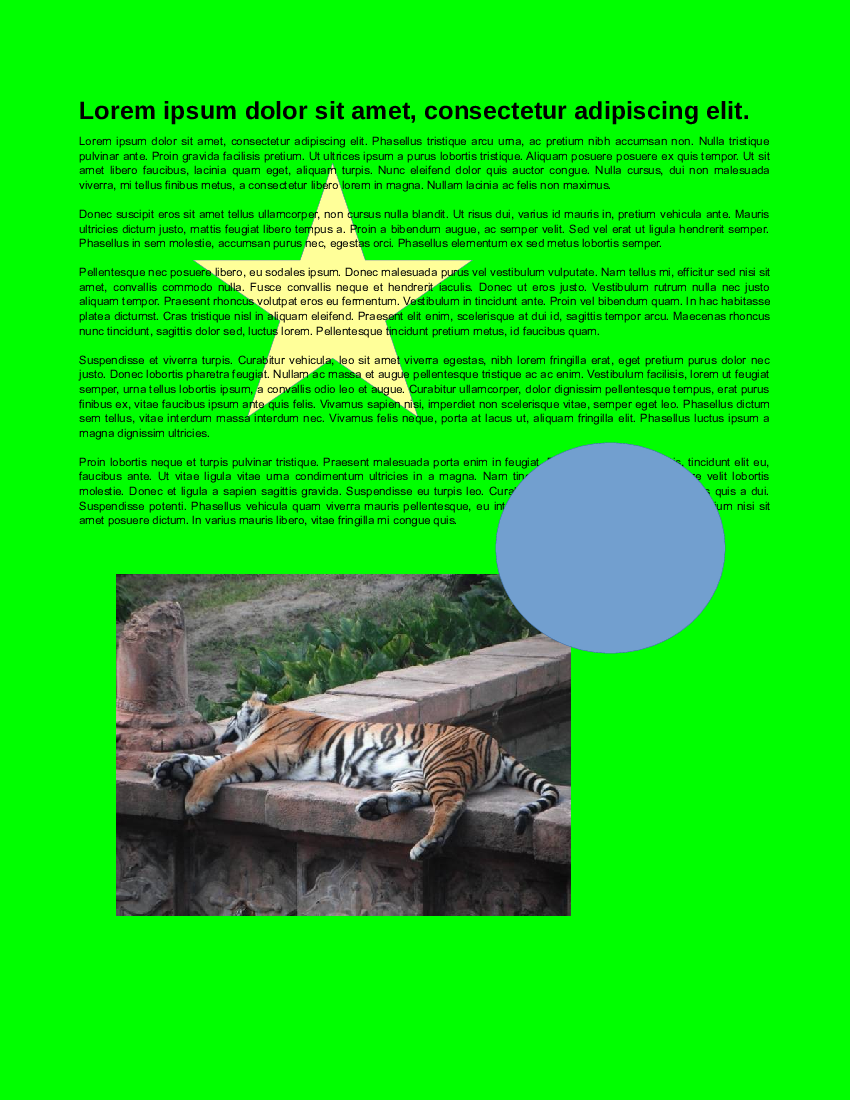 Lorem ipsum dolor sit amet, consectetur adipiscing elit.
Lorem ipsum dolor sit amet, consectetur adipiscing elit. Phasellus tristique arcu urna, ac pretium nibh accumsan non. Nulla tristique
pulvinar ante. Proin gravida facilisis pretium. Ut ultrices ipsum a purus lobortis tristique. Aliquam posuere posuere ex quis tempor. Ut sit
amet libero faucibus, lacinia quam eget, aliquam turpis. Nunc eleifend dolor quis auctor congue. Nulla cursus, dui non malesuada
viverra, mi tellus finibus metus, a consectetur libero lorem in magna. Nullam lacinia ac felis non maximus.
Donec suscipit eros sit amet tellus ullamcorper, non cursus nulla blandit. Ut risus dui, varius id mauris in, pretium vehicula ante. Mauris
ultricies dictum justo, mattis feugiat libero tempus a. Proin a bibendum augue, ac semper velit. Sed vel erat ut ligula hendrerit semper.
Phasellus in sem molestie, accumsan purus nec, egestas orci. Phasellus elementum ex sed metus lobortis semper.
Pellentesque nec posuere libero, eu sodales ipsum. Donec malesuada purus vel vestibulum vulputate. Nam tellus mi, efficitur sed nisi sit
amet, convallis commodo nulla. Fusce convallis neque et hendrerit iaculis. Donec ut eros justo. Vestibulum rutrum nulla nec justo
aliquam tempor. Praesent rhoncus volutpat eros eu fermentum. Vestibulum in tincidunt ante. Proin vel bibendum quam. In hac habitasse
platea dictumst. Cras tristique nisl in aliquam eleifend. Praesent elit enim, scelerisque at dui id, sagittis tempor arcu. Maecenas rhoncus
nunc tincidunt, sagittis dolor sed, luctus lorem. Pellentesque tincidunt pretium metus, id faucibus quam.
Suspendisse et viverra turpis. Curabitur vehicula, leo sit amet viverra egestas, nibh lorem fringilla erat, eget pretium purus dolor nec
justo. Donec lobortis pharetra feugiat. Nullam ac massa et augue pellentesque tristique ac ac enim. Vestibulum facilisis, lorem ut feugiat
semper, urna tellus lobortis ipsum, a convallis odio leo et augue. Curabitur ullamcorper, dolor dignissim pellentesque tempus, erat purus
finibus ex, vitae faucibus ipsum ante quis felis. Vivamus sapien nisi, imperdiet non scelerisque vitae, semper eget leo. Phasellus dictum
sem tellus, vitae interdum massa interdum nec. Vivamus felis neque, porta at lacus ut, aliquam fringilla elit. Phasellus luctus ipsum a
magna dignissim ultricies.
Proin lobortis neque et turpis pulvinar tristique. Praesent malesuada porta enim in feugiat. tincidunt elit eu,
faucibus ante. Ut vitae ligula vitae urna condimentum ultricies in a magna. Nam velit lobortis
molestie. Donec et ligula a sapien sagittis gravida. Suspendisse eu turpis leo. quis a dui.
Suspendisse potenti. Phasellus vehicula quam viverra mauris pellentesque, eu nisi sit
amet posuere dictum. In varius mauris libero, vitae fringilla mi congue quis.